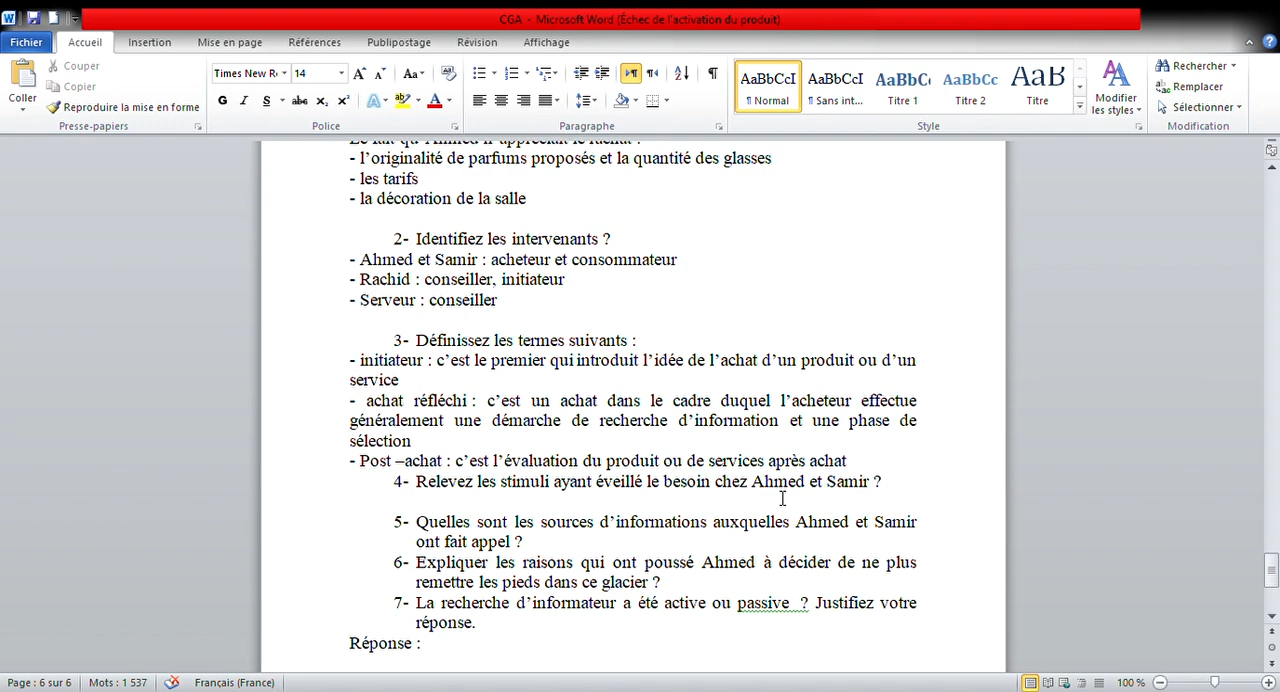 CGA - Microsoft Word (Échec de l'activation du produit)
Fichier Accueil Insertion Mise en page Références Publipostage Révision Affichage
Coller
Couper
Copier
Reproduire la mise en forme
Presse-papiers
Times New R 14
G I S abc x₂ x² A ab A
Police
Paragraphe
AaBbCcI AaBbCcI AaBbC AaBbCc AaB
¶ Normal ¶ Sans int... Titre 1 Titre 2 Titre
Modifier les styles
Style
Rechercher
Remplacer
Sélectionner
Modification
- l’originalité de parfums proposés et la quantité des glasses
- les tarifs
- la décoration de la salle
2- Identifiez les intervenants ?
- Ahmed et Samir : acheteur et consommateur
- Rachid : conseiller, initiateur
- Serveur : conseiller
3- Définissez les termes suivants :
- initiateur : c’est le premier qui introduit l’idée de l’achat d’un produit ou d’un
service
- achat réfléchi : c’est un achat dans le cadre duquel l’acheteur effectue
généralement une démarche de recherche d’information et une phase de
sélection
- Post –achat : c’est l’évaluation du produit ou de services après achat
4- Relevez les stimuli ayant éveillé le besoin chez Ahmed et Samir ?
5- Quelles sont les sources d’informations auxquelles Ahmed et Samir
ont fait appel ?
6- Expliquer les raisons qui ont poussé Ahmed à décider de ne plus
remettre les pieds dans ce glacier ?
7- La recherche d’informateur a été active ou passive ? Justifiez votre
réponse.
Réponse :
Page : 6 sur 6 Mots : 1 537 Français (France) 100 %